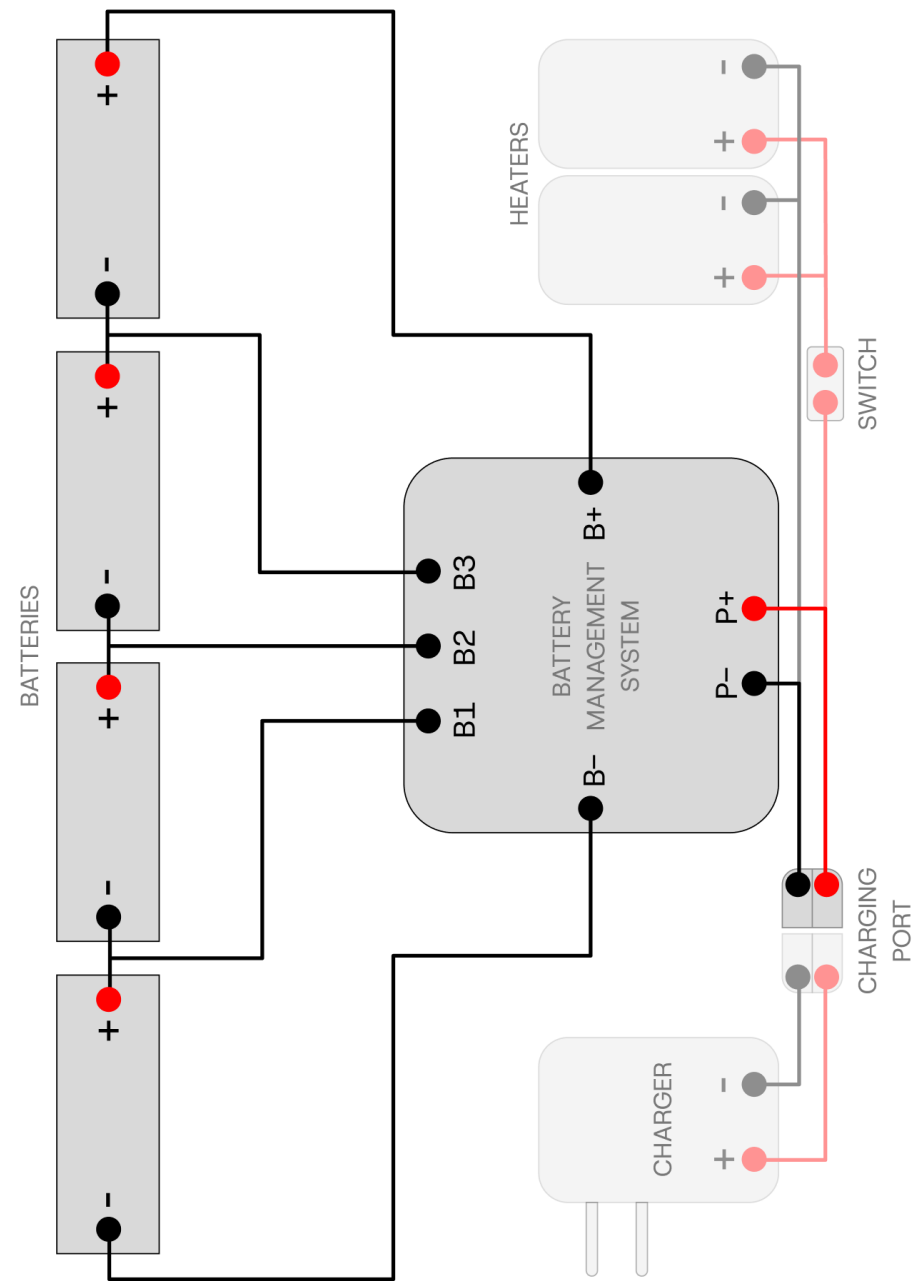 BATTERIES
+
-
+
-
+
-
+
-
HEATERS
-
+
-
+
SWITCH
B+
B3
B2
B1
BATTERY
MANAGEMENT
SYSTEM
B-
P+
P-
CHARGING
PORT
CHARGER
-
+